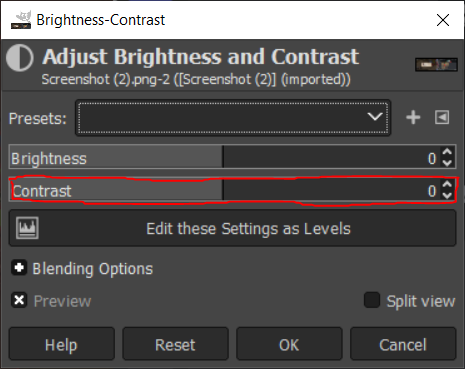 Brightness-Contrast
Adjust Brightness and Contrast
Screenshot (2).png-2 ([Screenshot (2)] (imported))
Presets:
Brightness 0
Contrast 0
Edit these Settings as Levels
Blending Options
Preview Split view
Help Reset OK Cancel